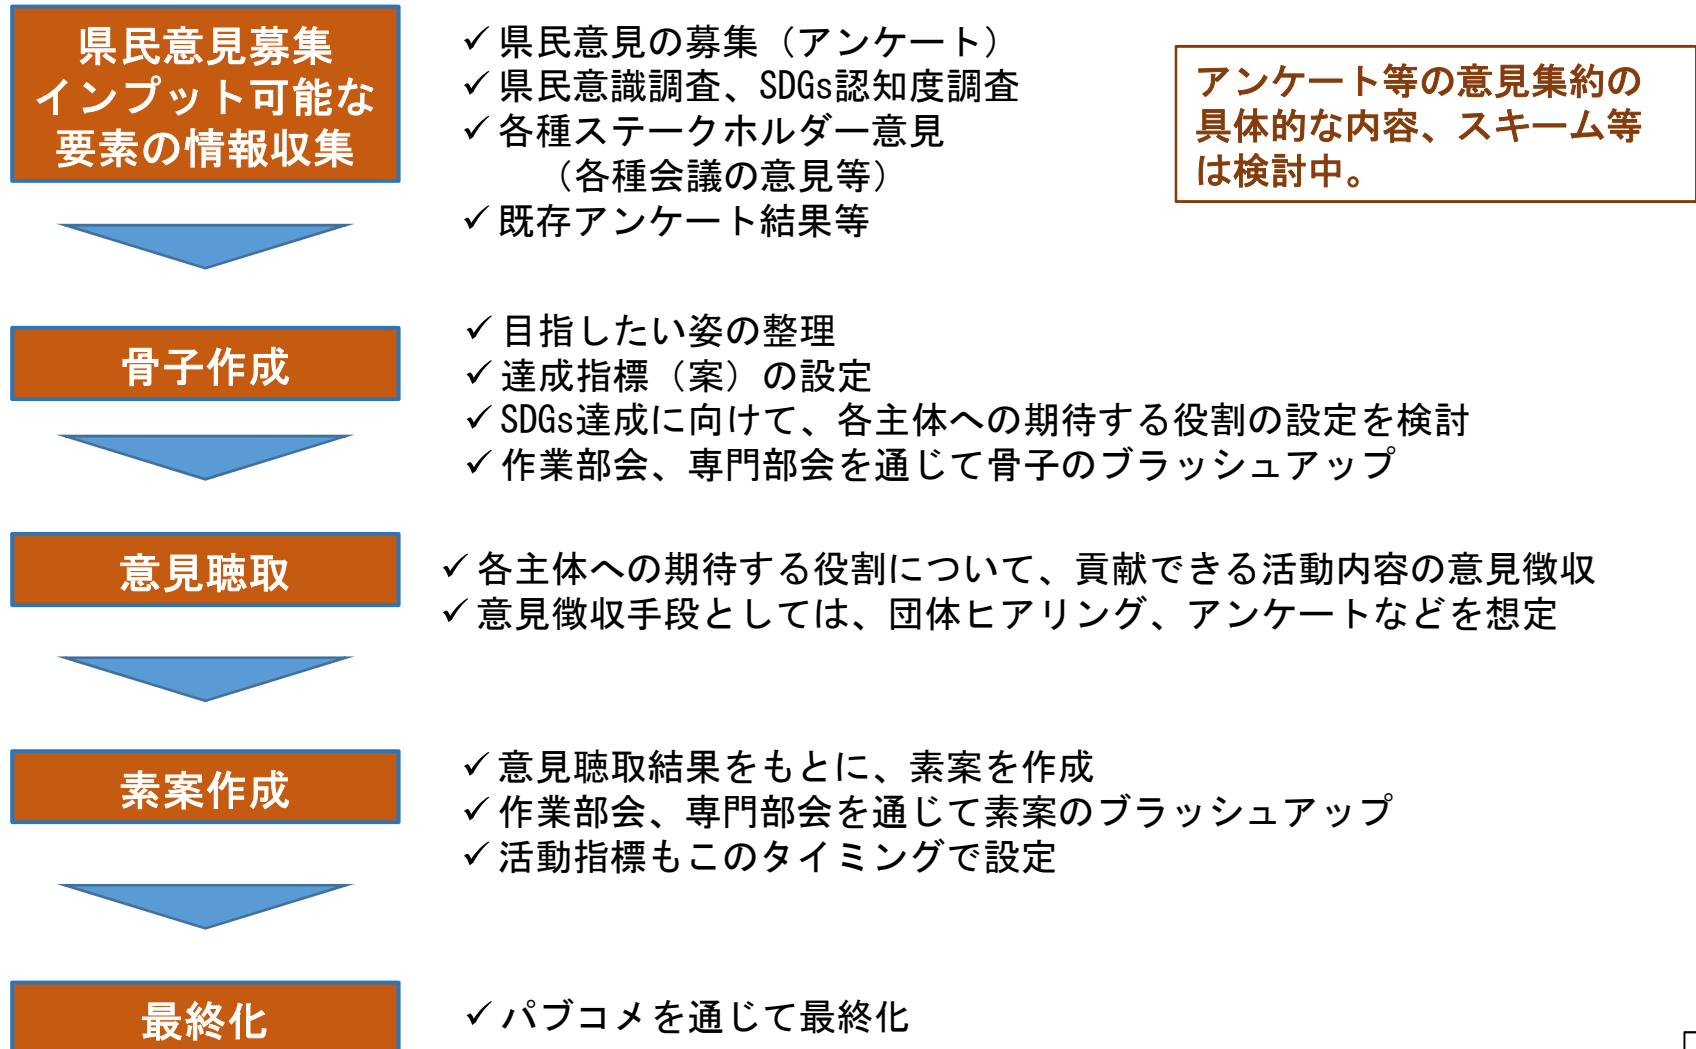 県民意見募集
インプット可能な
要素の情報収集
✓県民意見の募集（アンケート）
✓県民意識調査、SDGs認知度調査
✓各種ステークホルダー意見
（各種会議の意見等）
✓既存アンケート結果等
アンケート等の意見集約の
具体的な内容、スキーム等
は検討中。
骨子作成
✓目指したい姿の整理
✓達成指標（案）の設定
✓SDGs達成に向けて、各主体への期待する役割の設定を検討
✓作業部会、専門部会を通じて骨子のブラッシュアップ
意見聴取
✓各主体への期待する役割について、貢献できる活動内容の意見徴収
✓意見徴収手段としては、団体ヒアリング、アンケートなどを想定
素案作成
✓意見聴取結果をもとに、素案を作成
✓作業部会、専門部会を通じて素案のブラッシュアップ
✓活動指標もこのタイミングで設定
最終化
✓パブコメを通じて最終化